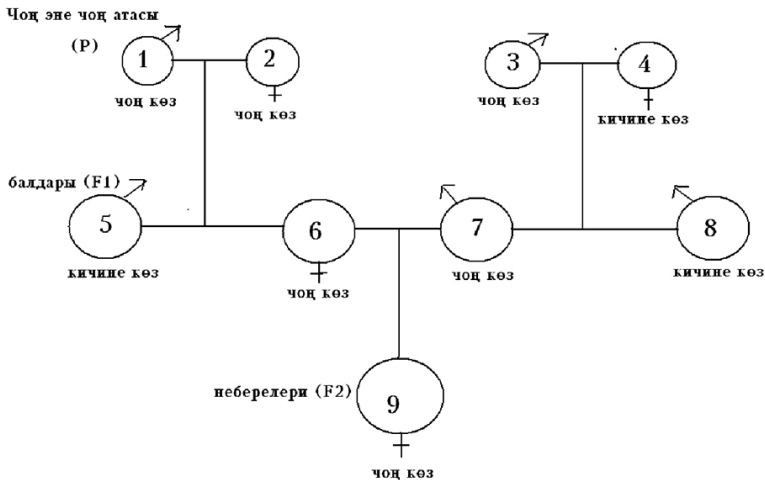 Чоң эне чоң атасы
(P)
1
2
3
4
чоң көз
чоң көз
чоң көз
кичине көз
балдары (F1)
5
6
7
8
кичине көз
чоң көз
чоң көз
кичине көз
неберелери (F2)
9
чоң көз